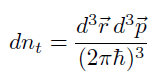 $dn_t = \frac{d^3\vec{r}\, d^3\vec{p}}{(2\pi\hbar)^3}$